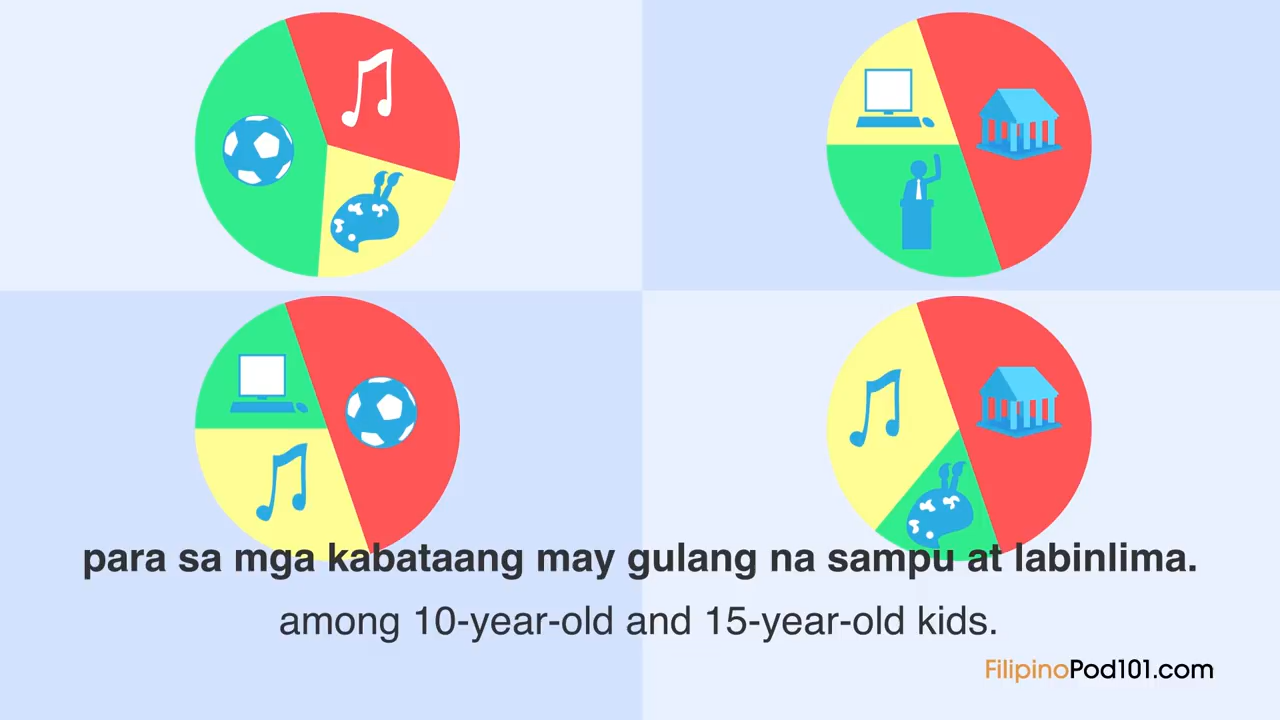 para sa mga kabataang may gulang na sampu at labinlima.
among 10-year-old and 15-year-old kids.
FilipinoPod101.com